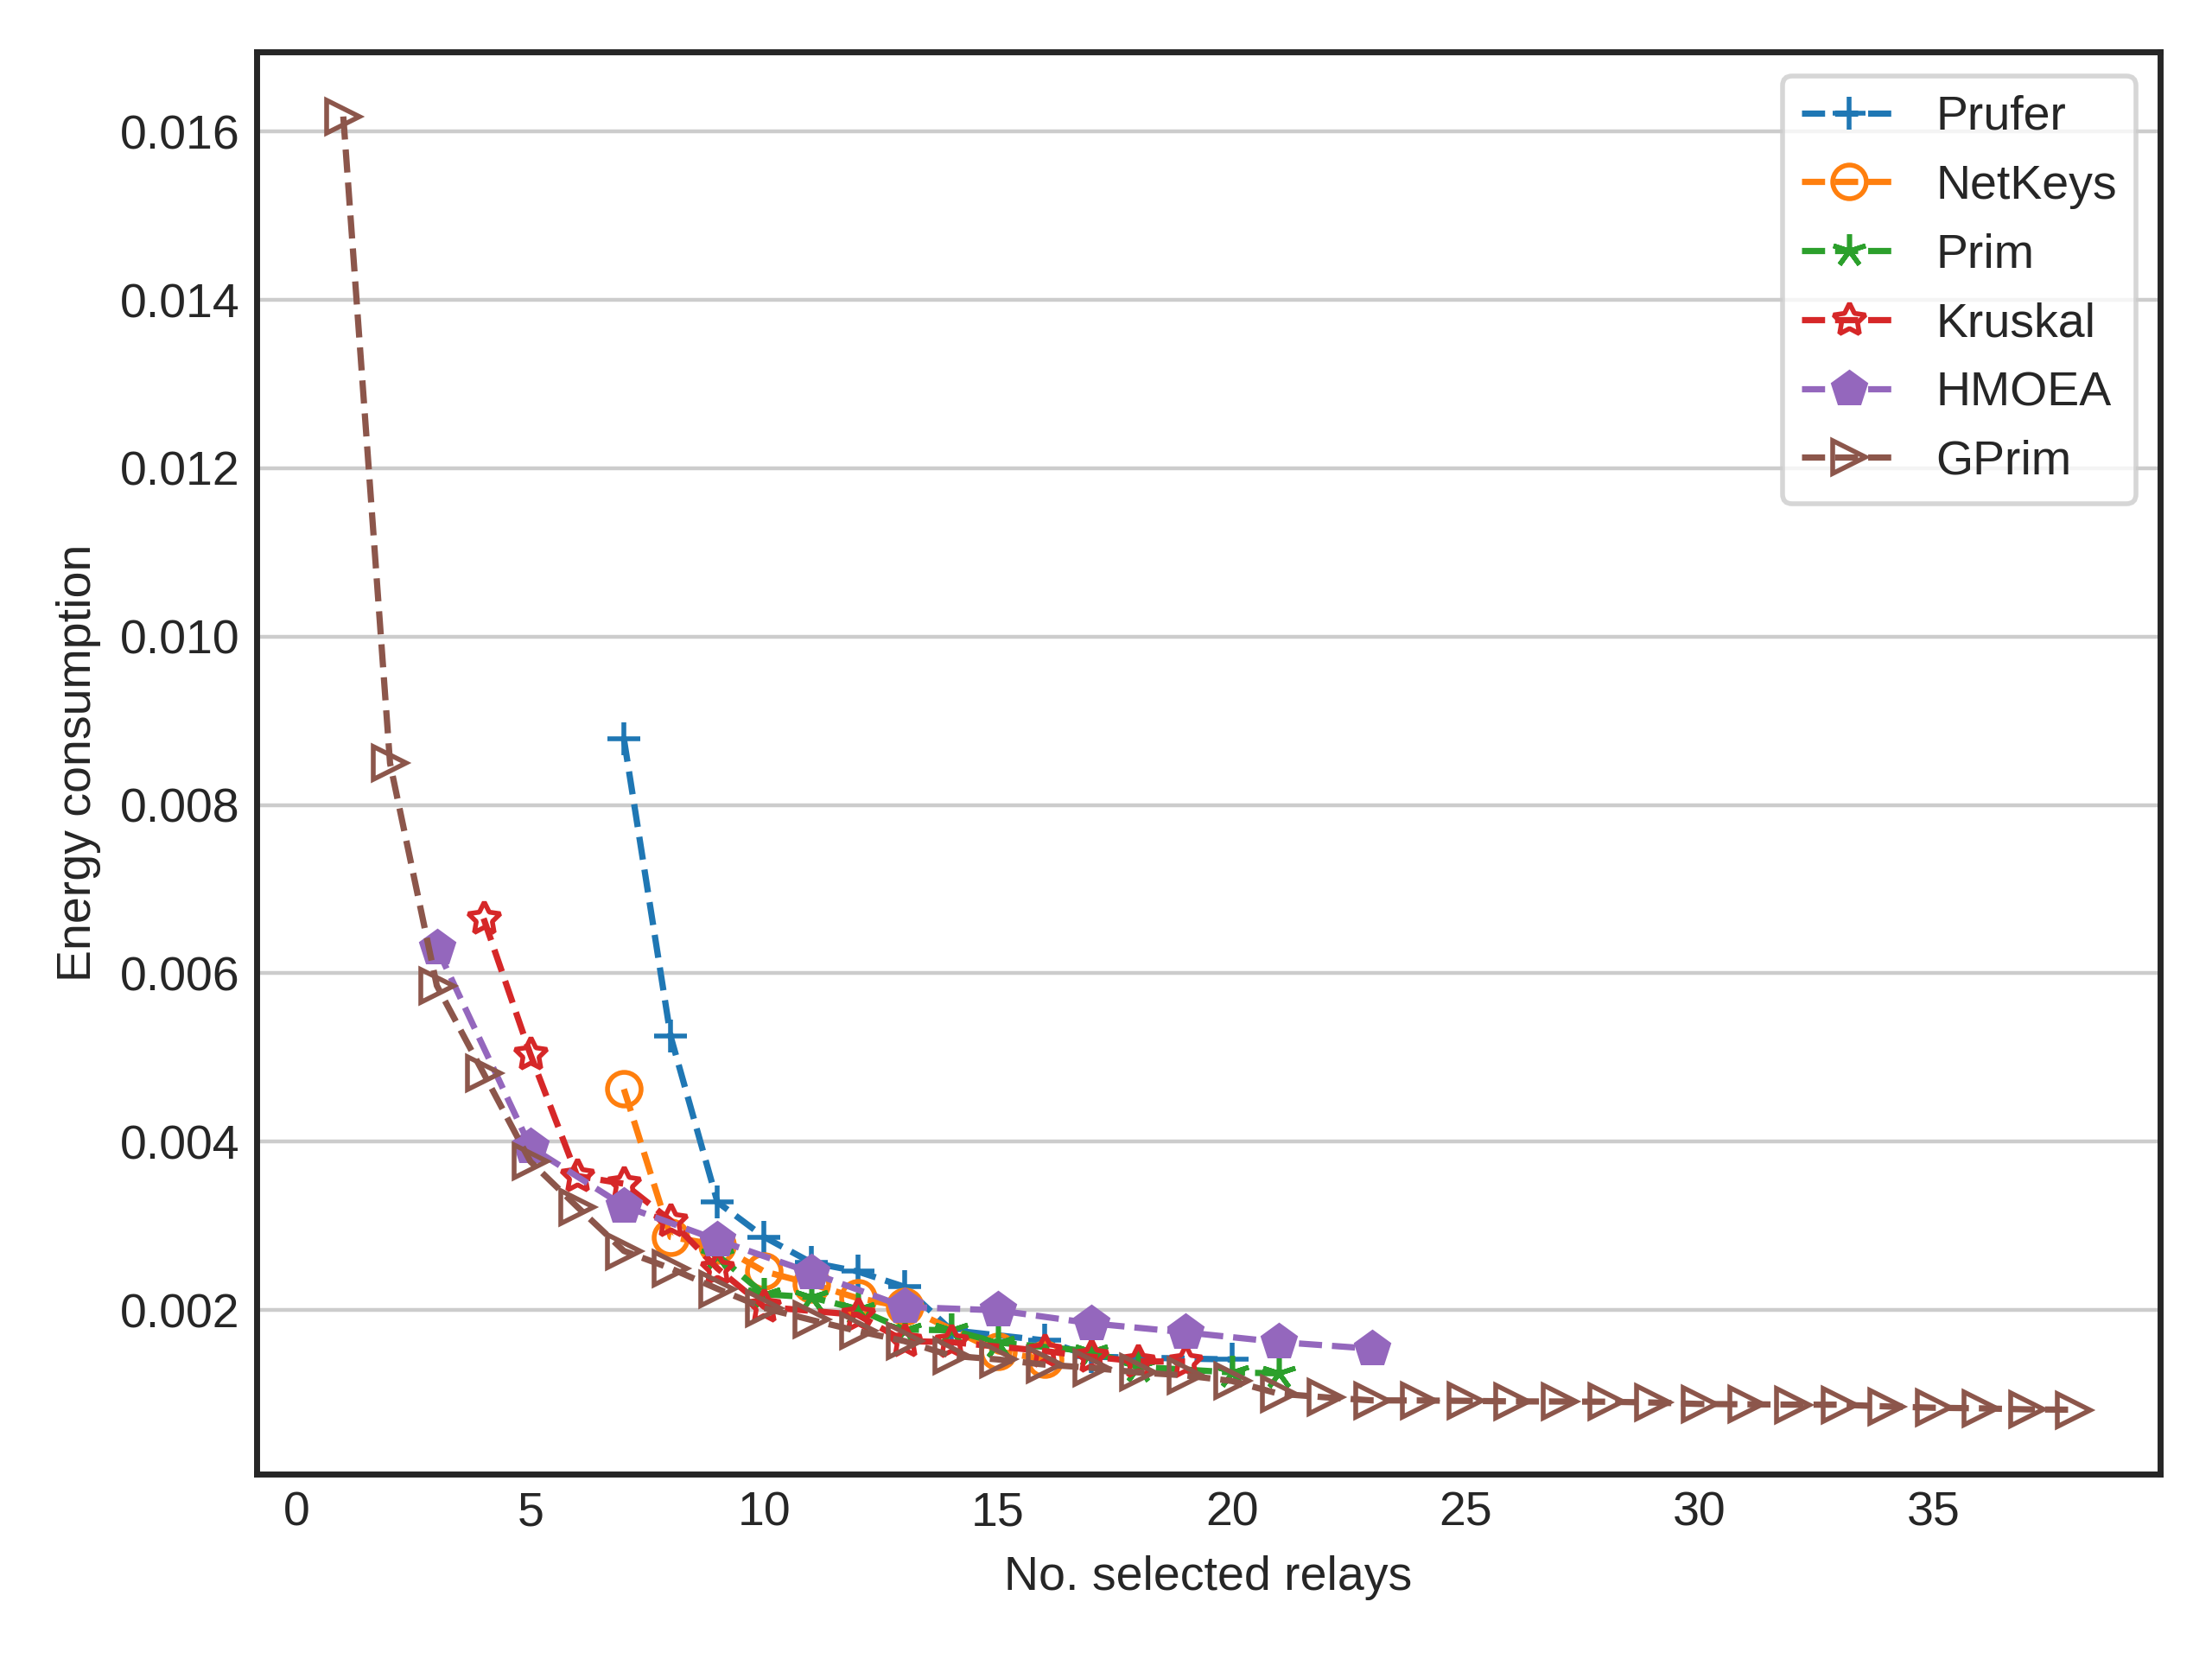 Prufer
NetKeys
Prim
Kruskal
HMOEA
GPrim
0.016
0.014
0.012
0.010
0.008
0.006
0.004
0.002
Energy consumption
0 5 10 15 20 25 30 35
No. selected relays